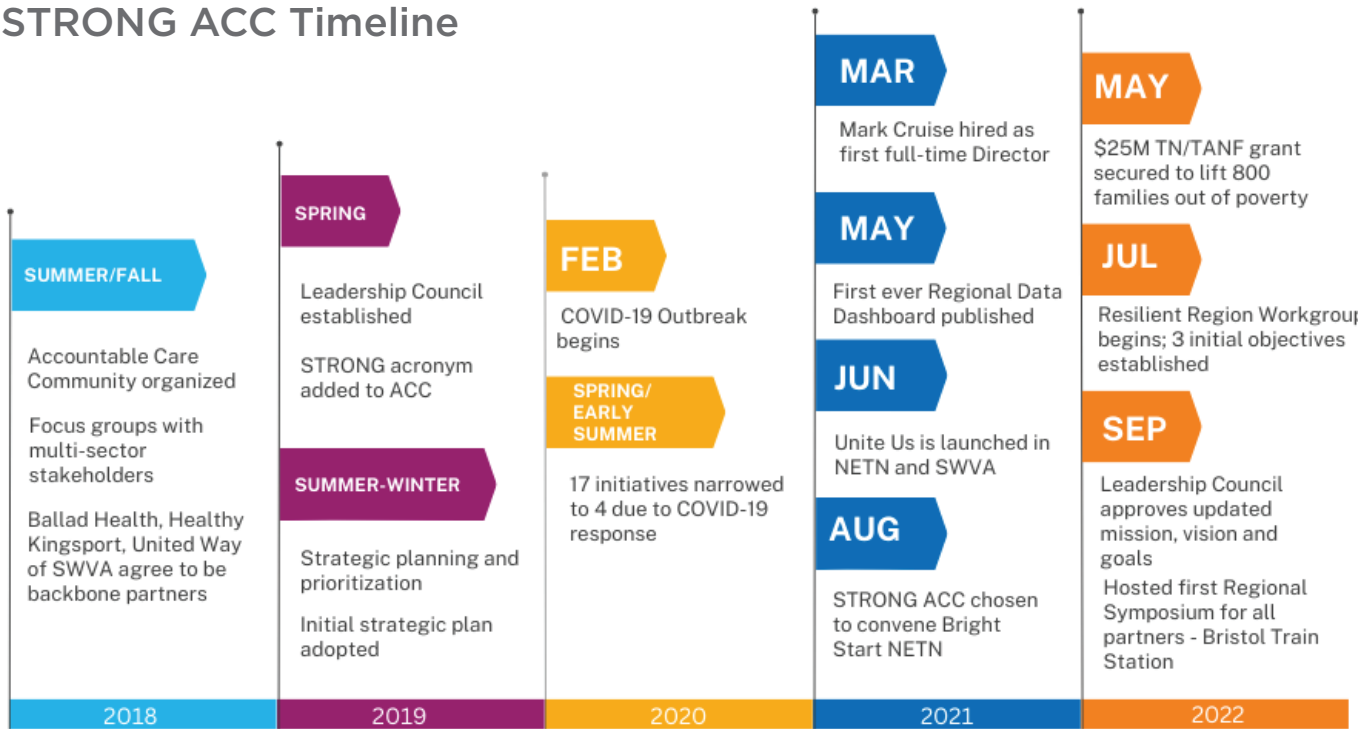 STRONG ACC Timeline
SUMMER/FALL
Accountable Care
Community organized
Focus groups with
multi-sector
stakeholders
Ballad Health, Healthy
Kingsport, United Way
of SWVA agree to be
backbone partners
2018
SPRING
Leadership Council
established
STRONG acronym
added to ACC
SUMMER-WINTER
Strategic planning and
prioritization
Initial strategic plan
adopted
2019
FEB
COVID-19 Outbreak
begins
SPRING/
EARLY
SUMMER
17 initiatives narrowed
to 4 due to COVID-19
response
2020
MAR
Mark Cruise hired as
first full-time Director
MAY
First ever Regional Data
Dashboard published
JUN
Unite Us is launched in
NETN and SWVA
AUG
STRONG ACC chosen
to convene Bright
Start NETN
2021
MAY
$25M TN/TANF grant
secured to lift 800
families out of poverty
JUL
Resilient Region Workgroup
begins; 3 initial objectives
established
SEP
Leadership Council
approves updated
mission, vision and
goals
Hosted first Regional
Symposium for all
partners - Bristol Train
Station
2022